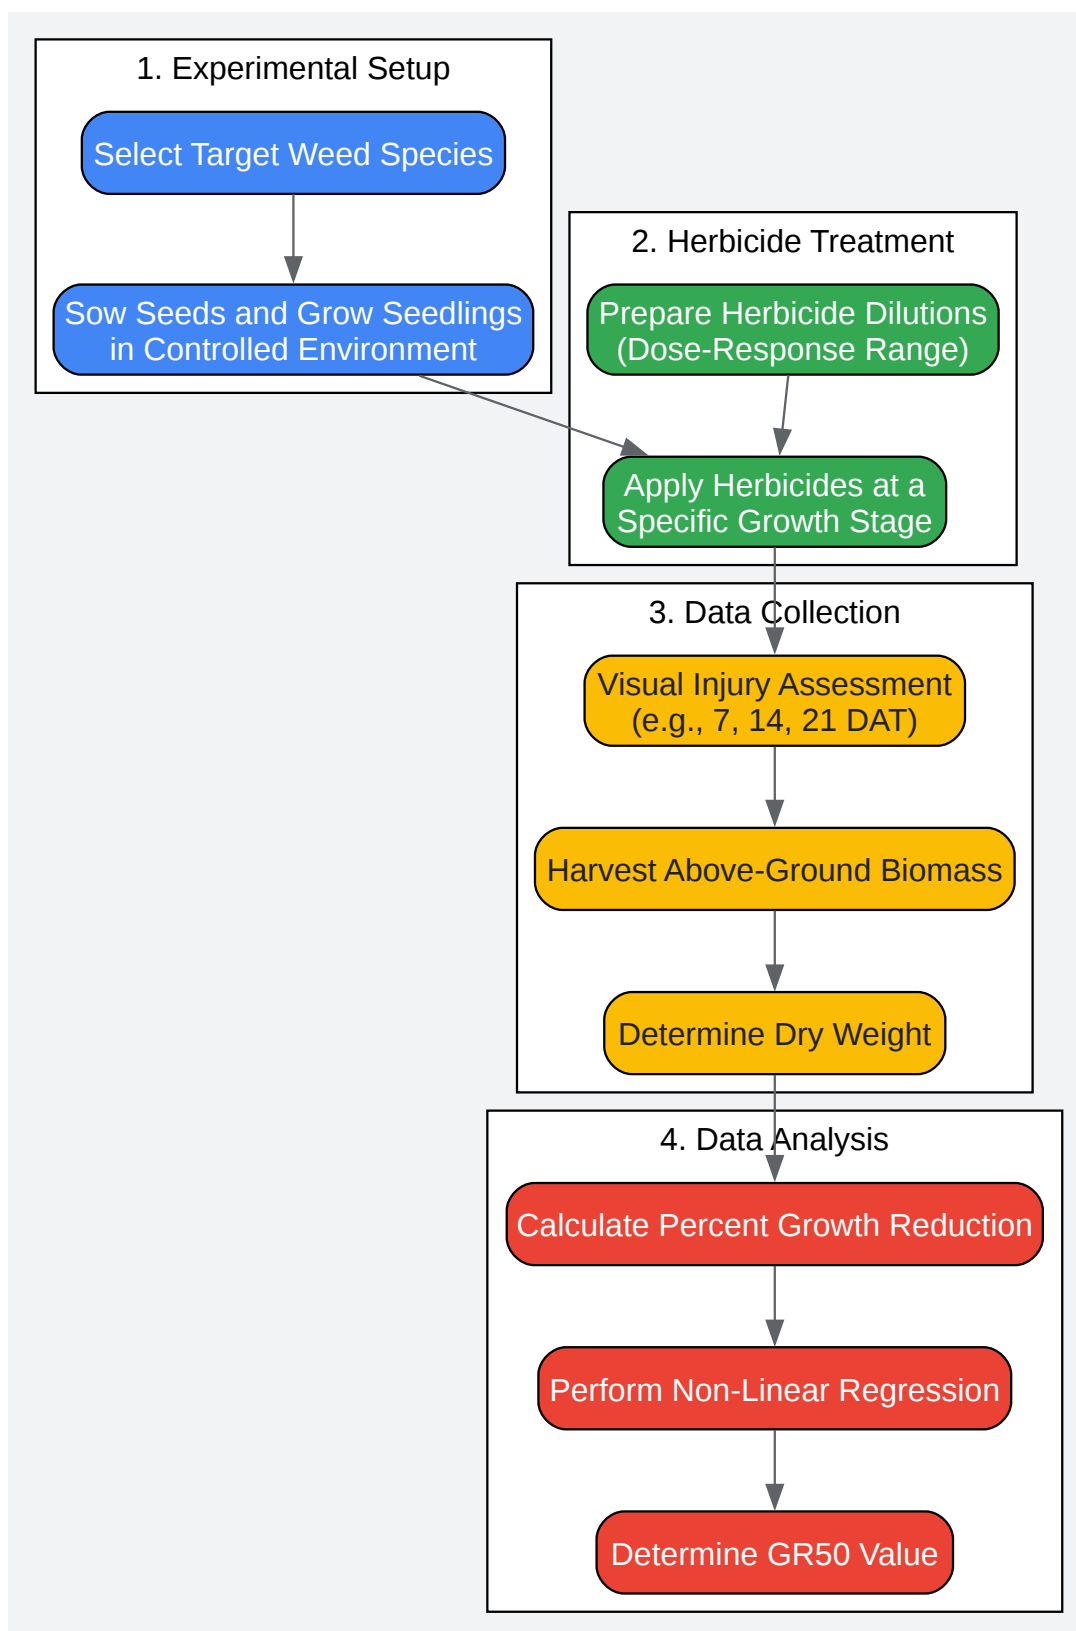 1. Experimental Setup
Select Target Weed Species
Sow Seeds and Grow Seedlings
in Controlled Environment
2. Herbicide Treatment
Prepare Herbicide Dilutions
(Dose-Response Range)
Apply Herbicides at a
Specific Growth Stage
3. Data Collection
Visual Injury Assessment
(e.g., 7, 14, 21 DAT)
Harvest Above-Ground Biomass
Determine Dry Weight
4. Data Analysis
Calculate Percent Growth Reduction
Perform Non-Linear Regression
Determine GR50 Value